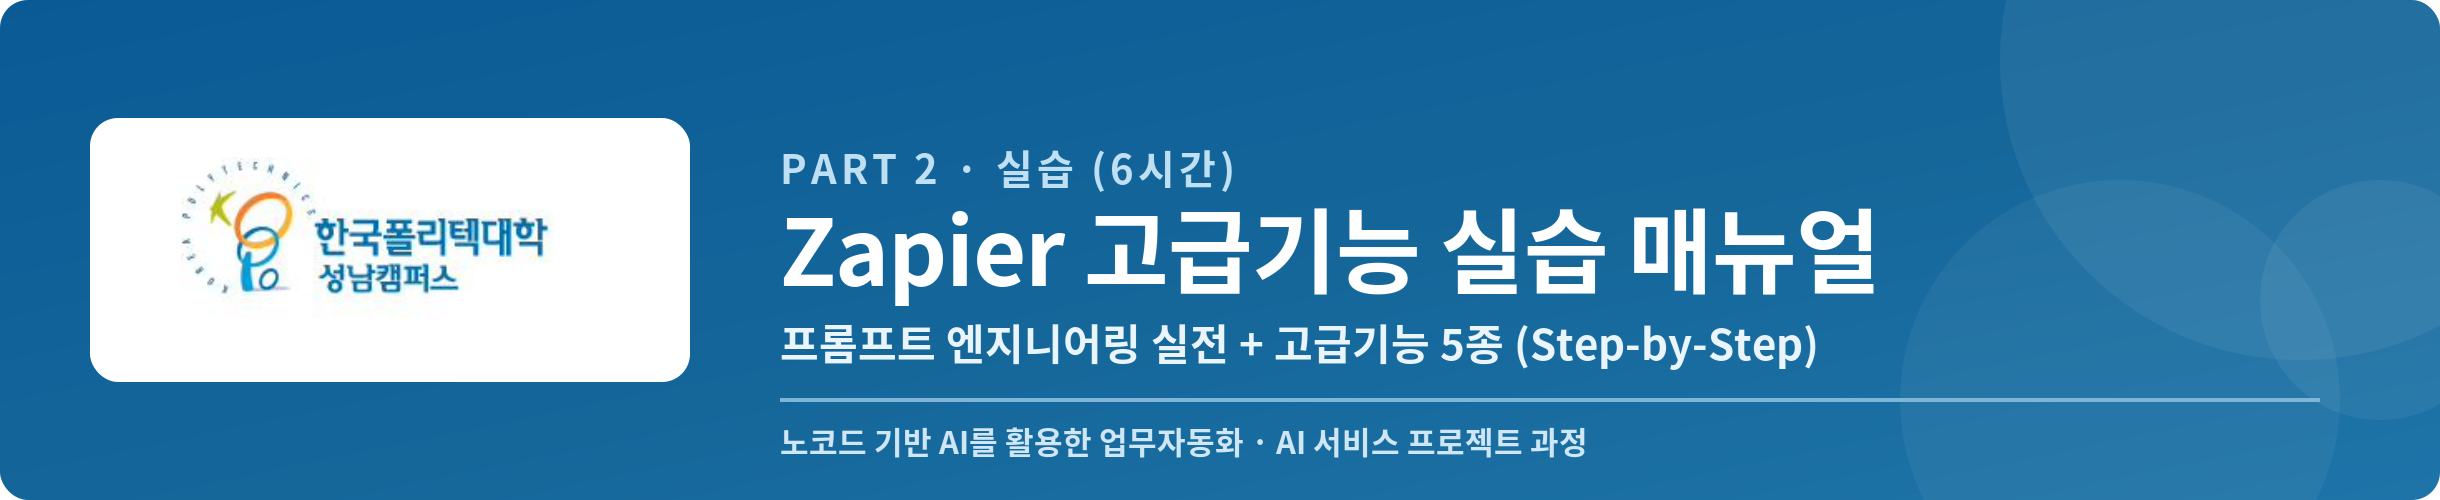 KOREA POLYTECHNICS
한국폴리텍대학
성남캠퍼스
PART 2 · 실습 (6시간)
Zapier 고급기능 실습 매뉴얼
프롬프트 엔지니어링 실전 + 고급기능 5종 (Step-by-Step)
노코드 기반 AI를 활용한 업무자동화 · AI 서비스 프로젝트 과정